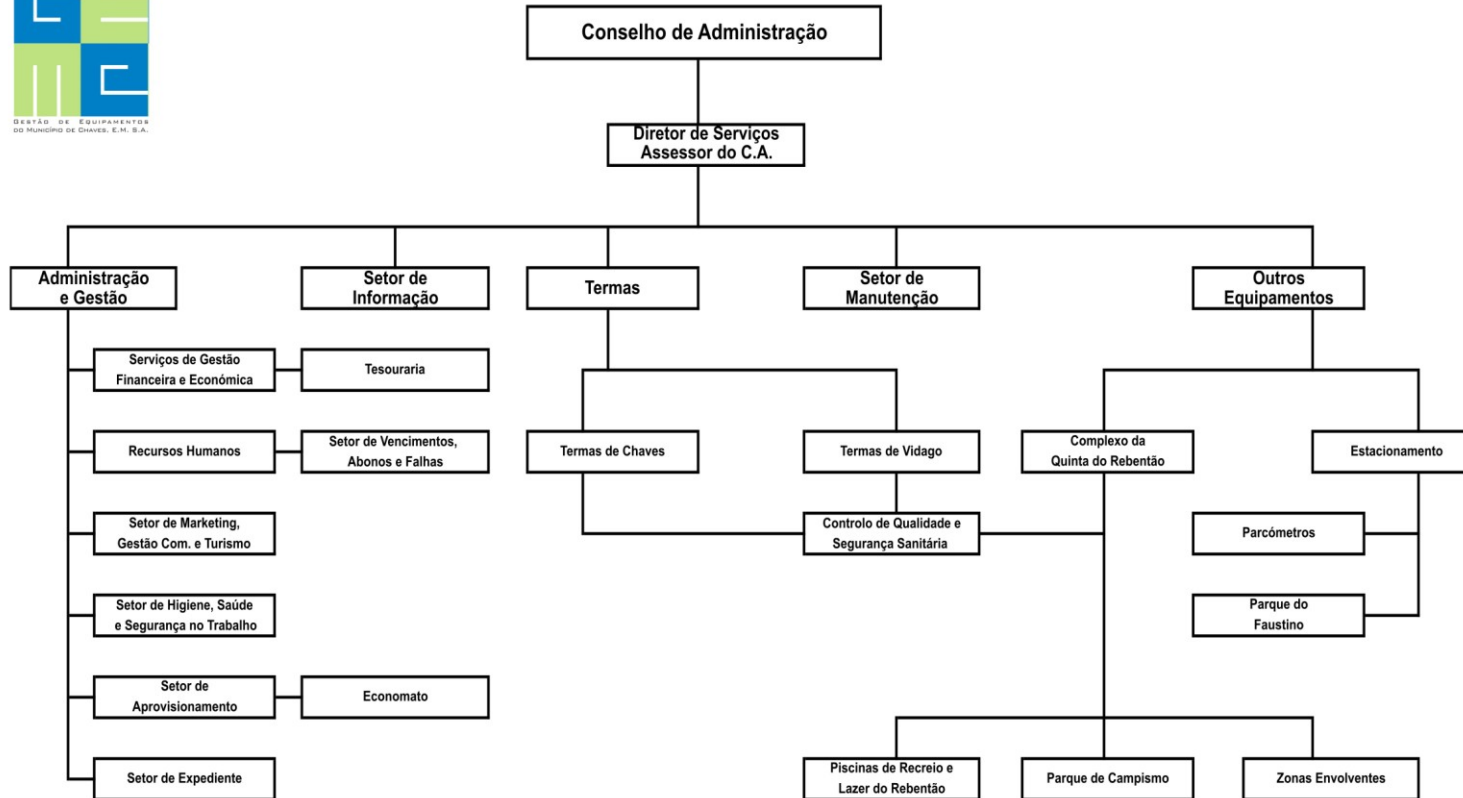 GESTÃO DE EQUIPAMENTOS
DO MUNICÍPIO DE CHAVES, E.M. S.A.
Conselho de Administração
Diretor de Serviços
Assessor do C.A.
Administração
e Gestão
Setor de
Informação
Termas
Setor de
Manutenção
Outros
Equipamentos
Serviços de Gestão
Financeira e Económica
Tesouraria
Recursos Humanos
Setor de Vencimentos,
Abonos e Falhas
Termas de Chaves
Termas de Vidago
Complexo da
Quinta do Rebentão
Estacionamento
Setor de Marketing,
Gestão Com. e Turismo
Controlo de Qualidade e
Segurança Sanitária
Parcómetros
Setor de Higiene, Saúde
e Segurança no Trabalho
Parque do
Faustino
Setor de
Aprovisionamento
Economato
Setor de Expediente
Piscinas de Recreio e
Lazer do Rebentão
Parque de Campismo
Zonas Envolventes